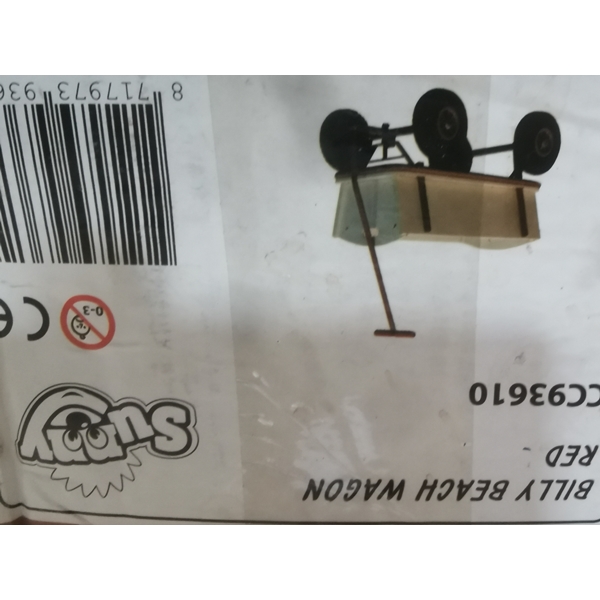 BILLY BEACH WAGON
RED
CC93610
Sunny
0-3
CE
8 717973 936